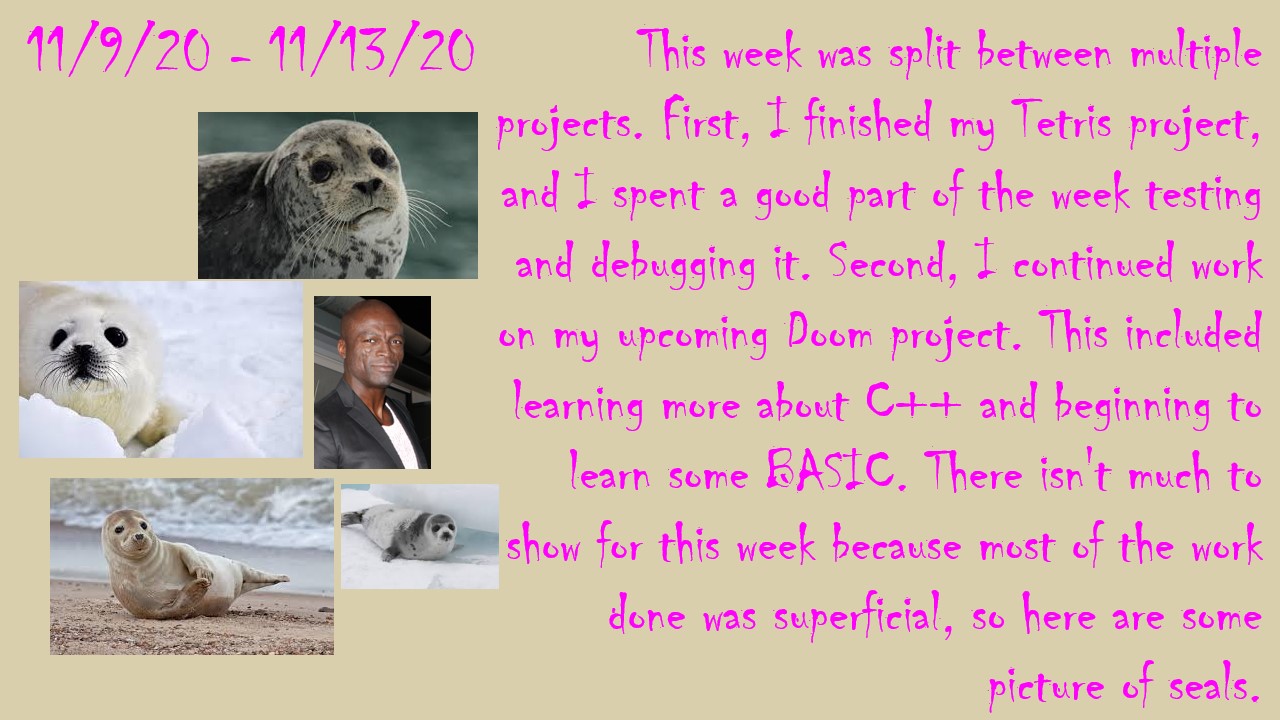 11/9/20 - 11/13/20
This week was split between multiple
projects. First, I finished my Tetris project,
and I spent a good part of the week testing
and debugging it. Second, I continued work
on my upcoming Doom project. This included
learning more about C++ and beginning to
learn some BASIC. There isn't much to
show for this week because most of the work
done was superficial, so here are some
picture of seals.